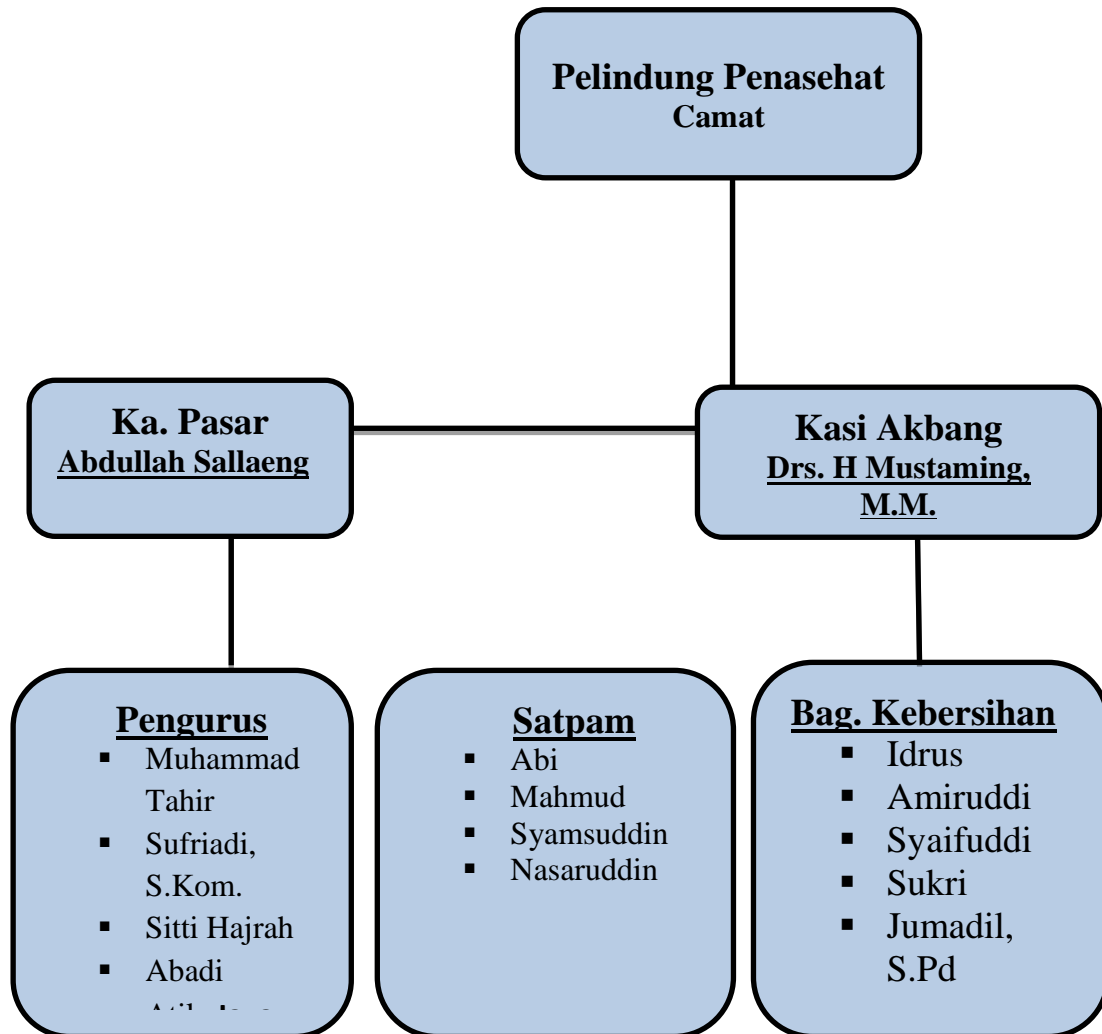 Pelindung Penasehat
Camat
Ka. Pasar
Abdullah Sallaeng
Kasi Akbang
Drs. H Mustaming,
M.M.
Pengurus
▪ Muhammad
Tahir
▪ Sufriadi,
S.Kom.
▪ Sitti Hajrah
▪ Abadi
Satpam
▪ Abi
▪ Mahmud
▪ Syamsuddin
▪ Nasaruddin
Bag. Kebersihan
▪ Idrus
▪ Amiruddi
▪ Syaifuddi
▪ Sukri
▪ Jumadil,
S.Pd